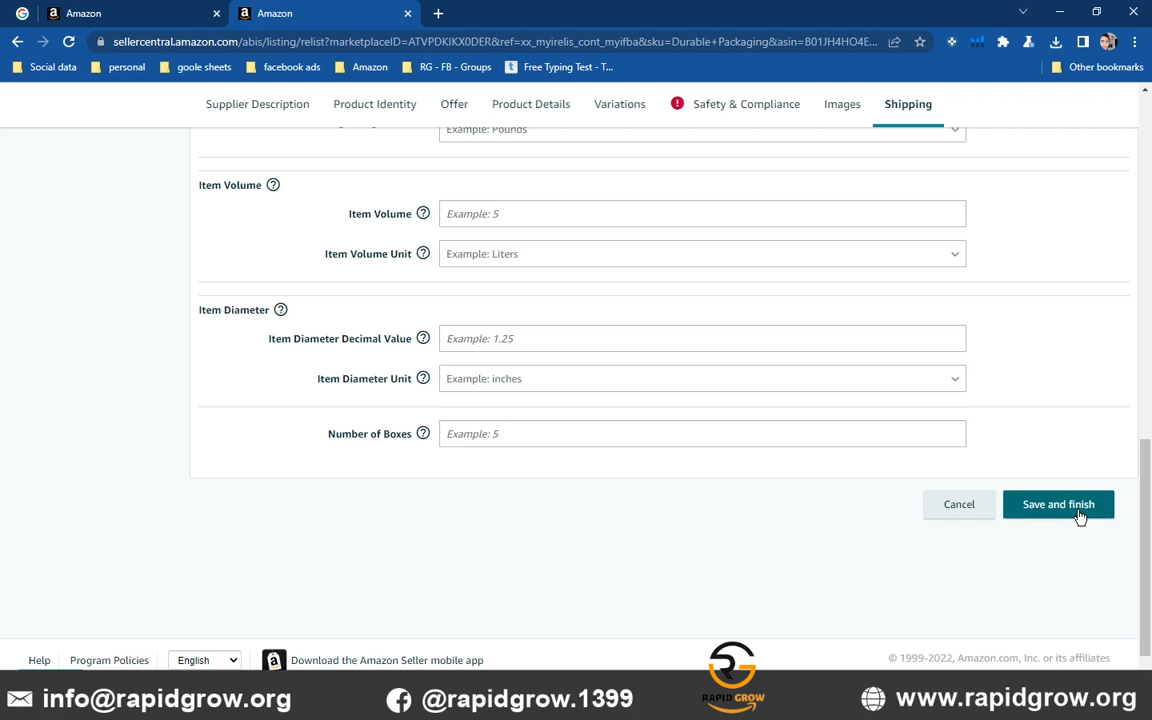 Amazon
Amazon
sellercentral.amazon.com/abis/listing/relist?marketplaceID=ATVPDKIKX0DER&ref=xx_myirelis_cont_myifba&sku=Durable+Packaging&asin=B01JH4HO4E...
Social data
personal
goole sheets
facebook ads
Amazon
RG - FB - Groups
Free Typing Test - T...
Other bookmarks
Supplier Description
Product Identity
Offer
Product Details
Variations
Safety & Compliance
Images
Shipping
Example: Pounds
Item Volume
Item Volume
Example: 5
Item Volume Unit
Example: Liters
Item Diameter
Item Diameter Decimal Value
Example: 1.25
Item Diameter Unit
Example: inches
Number of Boxes
Example: 5
Cancel
Save and finish
Help
Program Policies
English
Download the Amazon Seller mobile app
© 1999-2022, Amazon.com, Inc. or its affiliates
info@rapidgrow.org
@rapidgrow.1399
RAPID GROW
www.rapidgrow.org